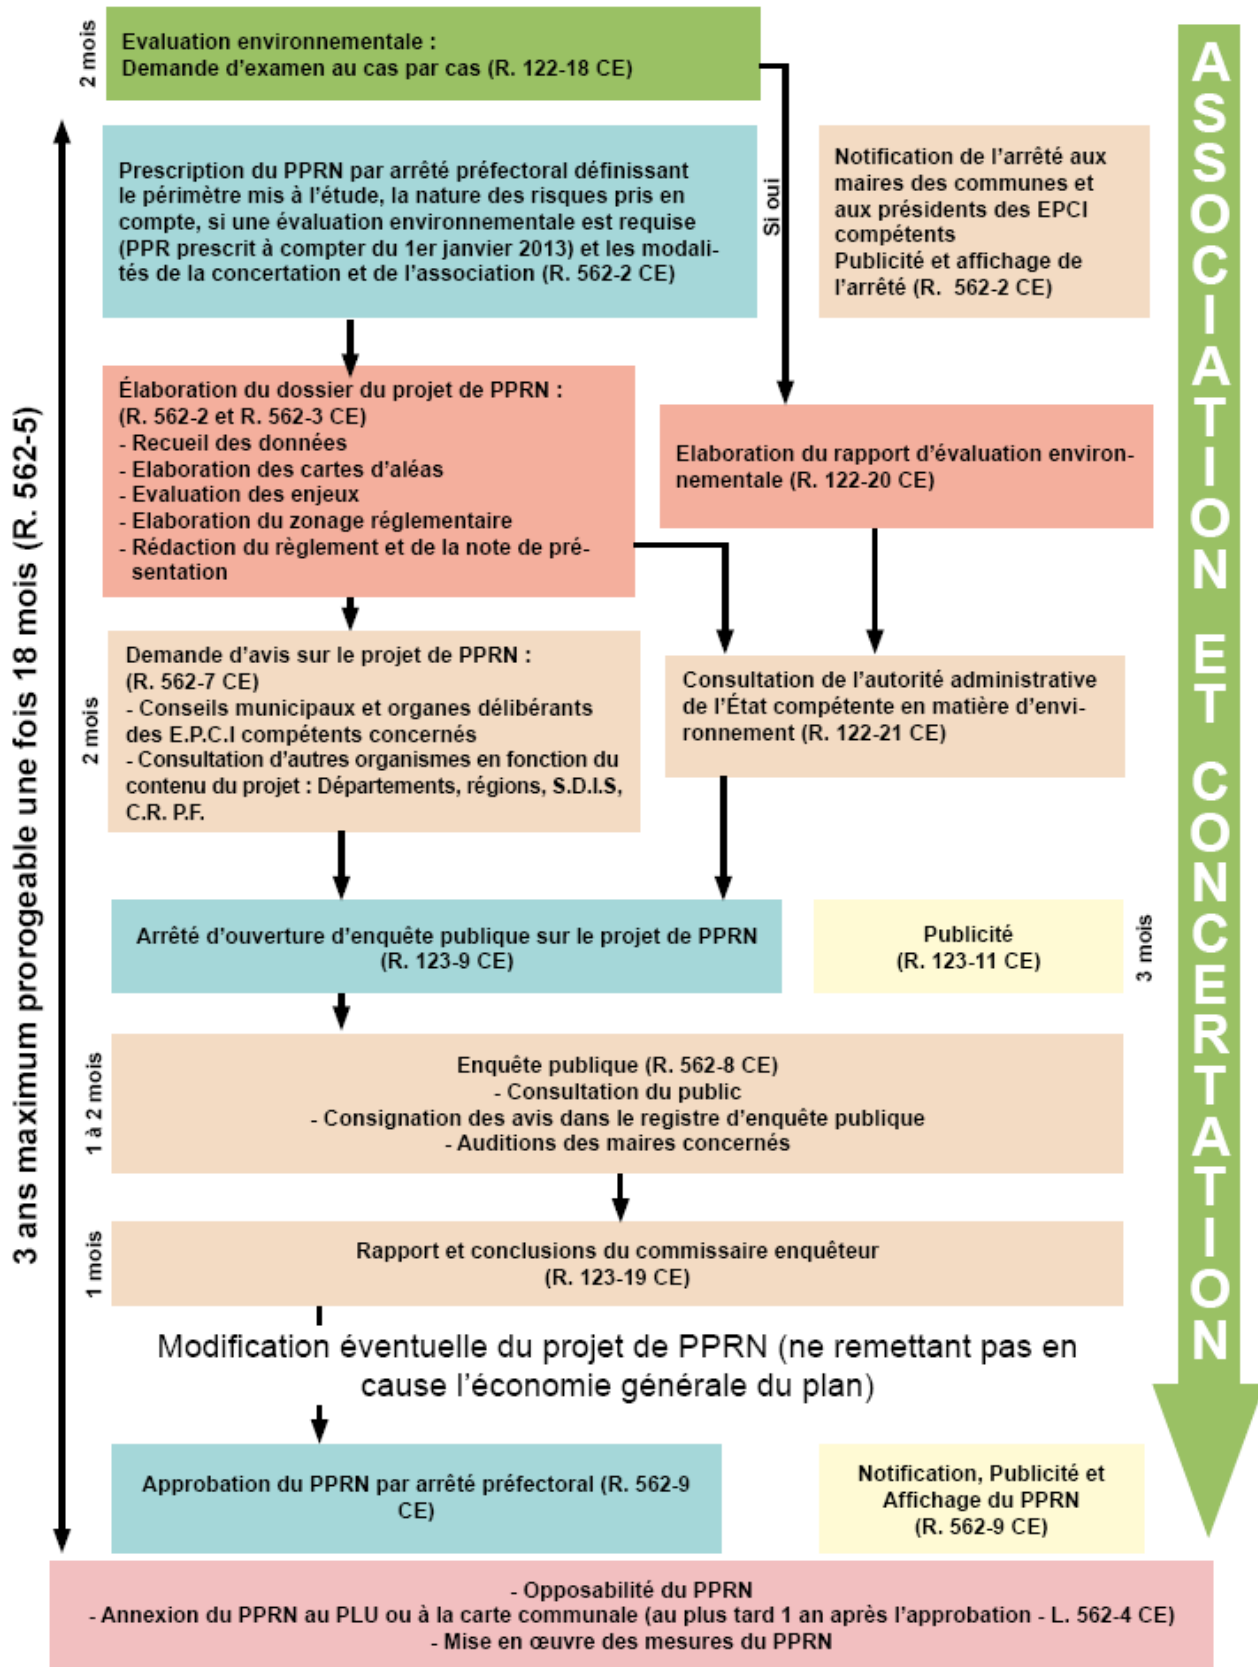 2 mois
Evaluation environnementale :
Demande d'examen au cas par cas (R. 122-18 CE)
3 ans maximum prorogeable une fois 18 mois (R. 562-5)
Prescription du PPRN par arrêté préfectoral définissant
le périmètre mis à l'étude, la nature des risques pris en
compte, si une évaluation environnementale est requise
(PPR prescrit à compter du 1er janvier 2013) et les modali-
tés de la concertation et de l'association (R. 562-2 CE)
Si oui
Notification de l'arrêté aux
maires des communes et
aux présidents des EPCI
compétents
Publicité et affichage de
l'arrêté (R.  562-2 CE)
ASSOCIATION ET CONCERTATION
Élaboration du dossier du projet de PPRN :
(R. 562-2 et R. 562-3 CE)
- Recueil des données
- Elaboration des cartes d'aléas
- Evaluation des enjeux
- Elaboration du zonage réglementaire
- Rédaction du règlement et de la note de pré-
sentation
Elaboration du rapport d'évaluation environ-
nementale (R. 122-20 CE)
2 mois
Demande d'avis sur le projet de PPRN :
(R. 562-7 CE)
- Conseils municipaux et organes délibérants
des E.P.C.I compétents concernés
- Consultation d'autres organismes en fonction du
contenu du projet : Départements, régions, S.D.I.S,
C.R. P.F.
Consultation de l'autorité administrative
de l'État compétente en matière d'envi-
ronnement (R. 122-21 CE)
Arrêté d'ouverture d'enquête publique sur le projet de PPRN
(R. 123-9 CE)
Publicité
(R. 123-11 CE)
3 mois
1 à 2 mois
Enquête publique (R. 562-8 CE)
- Consultation du public
- Consignation des avis dans le registre d'enquête publique
- Auditions des maires concernés
1 mois
Rapport et conclusions du commissaire enquêteur
(R. 123-19 CE)
Modification éventuelle du projet de PPRN (ne remettant pas en
cause l'économie générale du plan)
Approbation du PPRN par arrêté préfectoral (R. 562-9
CE)
Notification, Publicité et
Affichage du PPRN
(R. 562-9 CE)
- Opposabilité du PPRN
- Annexion du PPRN au PLU ou à la carte communale (au plus tard 1 an après l'approbation - L. 562-4 CE)
- Mise en œuvre des mesures du PPRN